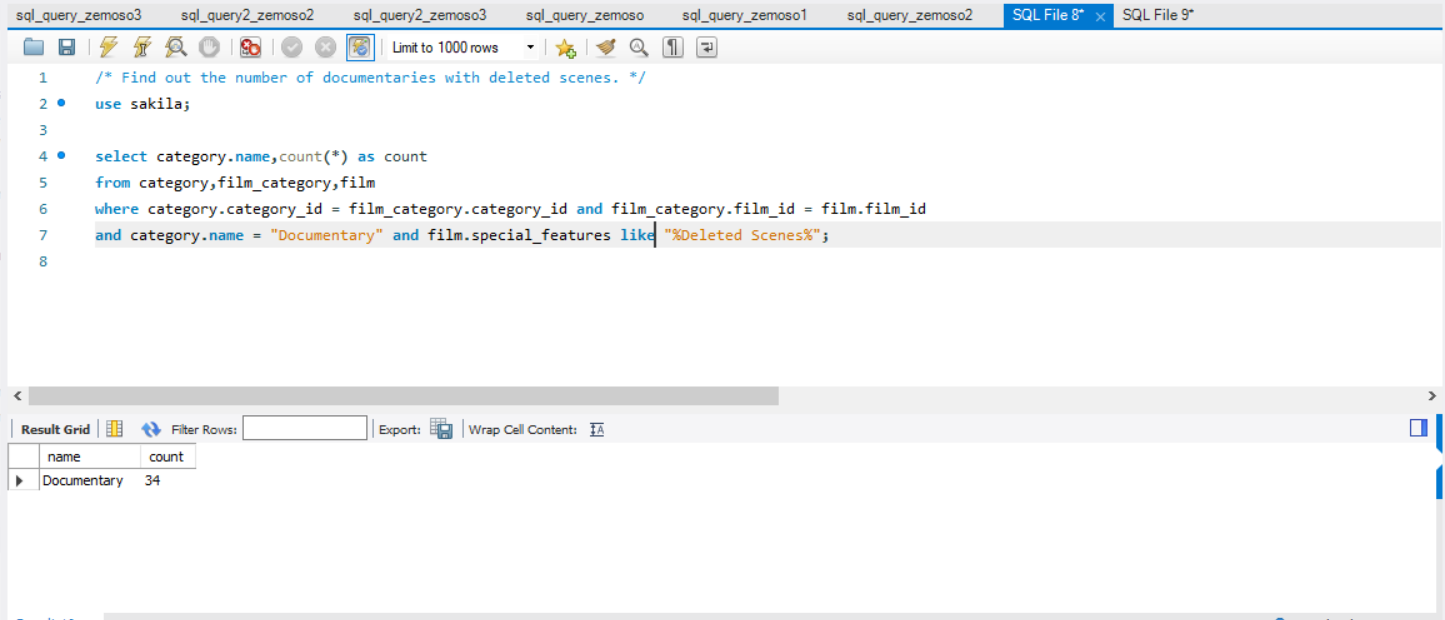 sql_query_zemoso3 sql_query2_zemoso2 sql_query2_zemoso3 sql_query_zemoso sql_query_zemoso1 sql_query_zemoso2 SQL File 8* × SQL File 9*
Limit to 1000 rows
1 /* Find out the number of documentaries with deleted scenes. */
2 use sakila;
3
4 select category.name,count(*) as count
5 from category,film_category,film
6 where category.category_id = film_category.category_id and film_category.film_id = film.film_id
7 and category.name = "Documentary" and film.special_features like "%Deleted Scenes%";
8
Result Grid Filter Rows: Export: Wrap Cell Content: IA
name count
Documentary 34